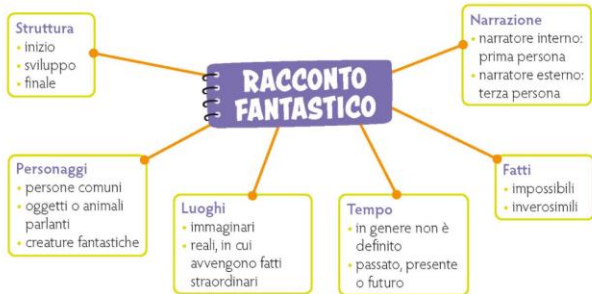 Struttura
• inizio
• sviluppo
• finale
RACCONTO
FANTASTICO
Narrazione
• narratore interno:
prima persona
• narratore esterno:
terza persona
Personaggi
• persone comuni
• oggetti o animali
parlanti
• creature fantastiche
Luoghi
• immaginari
• reali, in cui
avvengono fatti
straordinari
Tempo
• in genere non è
definito
• passato, presente
o futuro
Fatti
• impossibili
• inverosimili